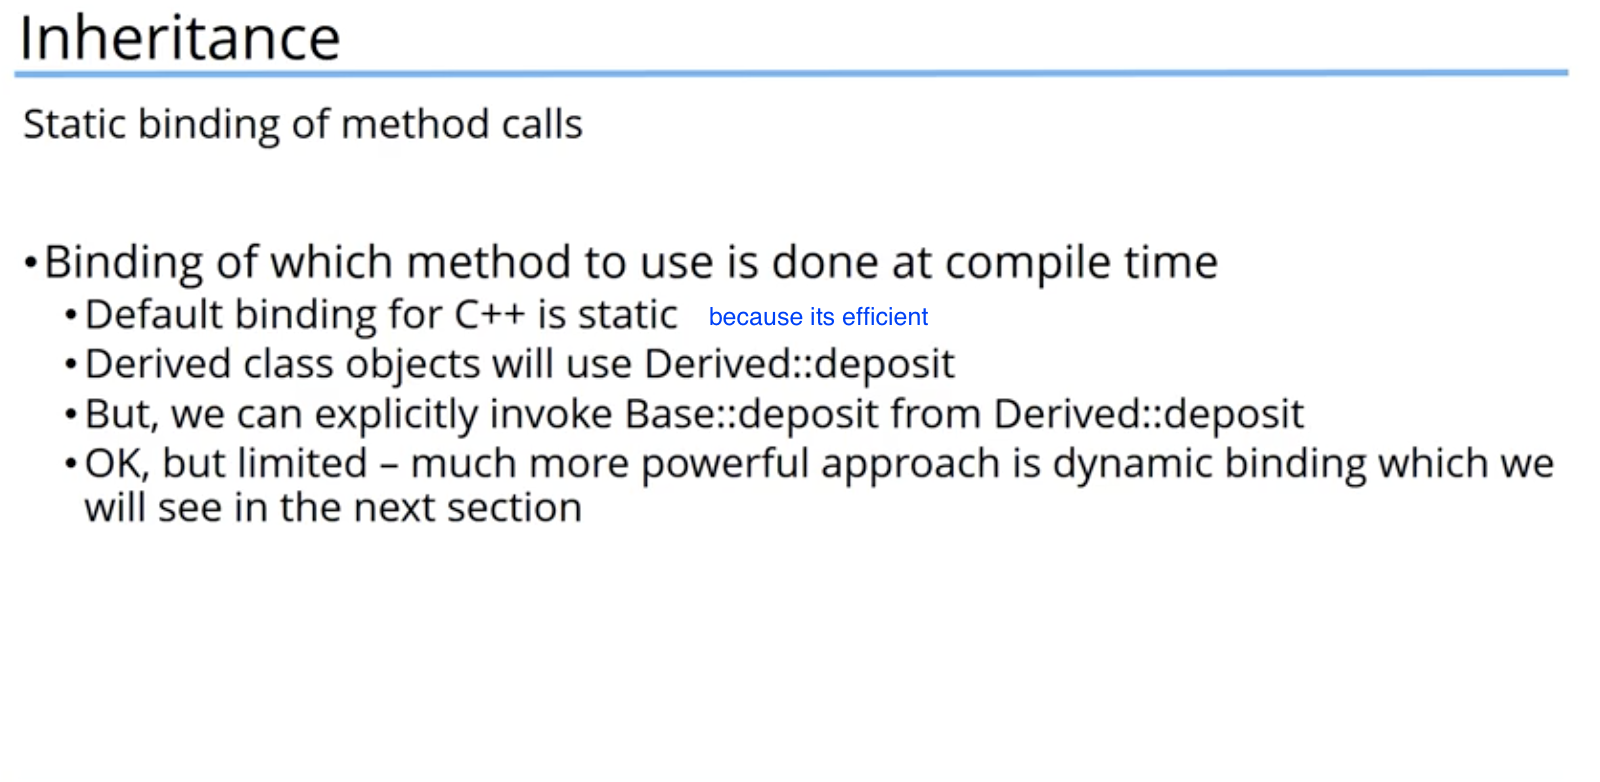 Inheritance
Static binding of method calls
•Binding of which method to use is done at compile time
•Default binding for C++ is static because its efficient
•Derived class objects will use Derived::deposit
•But, we can explicitly invoke Base::deposit from Derived::deposit
•OK, but limited – much more powerful approach is dynamic binding which we
will see in the next section